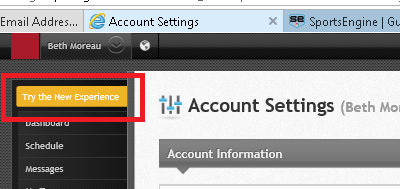 Email Address...
Account Settings
SportsEngine | Gu
Beth Moreau
Try the New Experience
Dashboard
Schedule
Messages
Account Settings (Beth Mor
Account Information